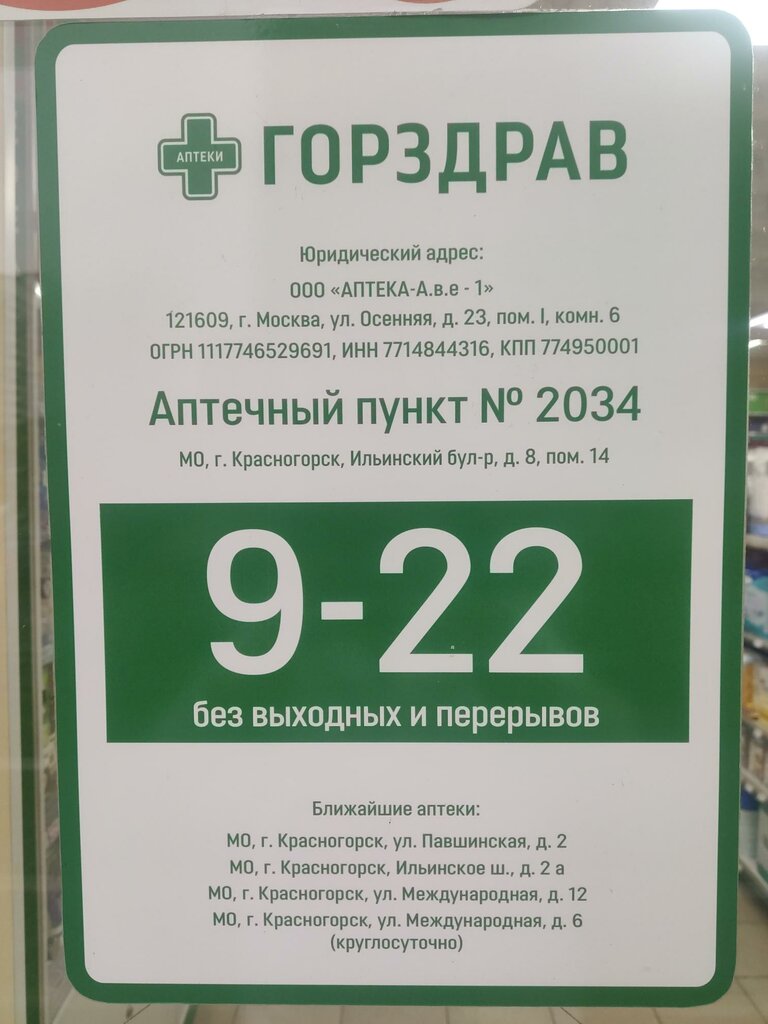 АПТЕКИ
ГОРЗДРАВ
Юридический адрес:
ООО «АПТЕКА-А.в.е - 1»
121609, г. Москва, ул. Осенняя, д. 23, пом. I, комн. 6
ОГРН 1117746529691, ИНН 7714844316, КПП 774950001
Аптечный пункт № 2034
МО, г. Красногорск, Ильинский бул-р, д. 8, пом. 14
9-22
без выходных и перерывов
Ближайшие аптеки:
МО, г. Красногорск, ул. Павшинская, д. 2
МО, г. Красногорск, Ильинское ш., д. 2 а
МО, г. Красногорск, ул. Международная, д. 12
МО, г. Красногорск, ул. Международная, д. 6
(круглосуточно)